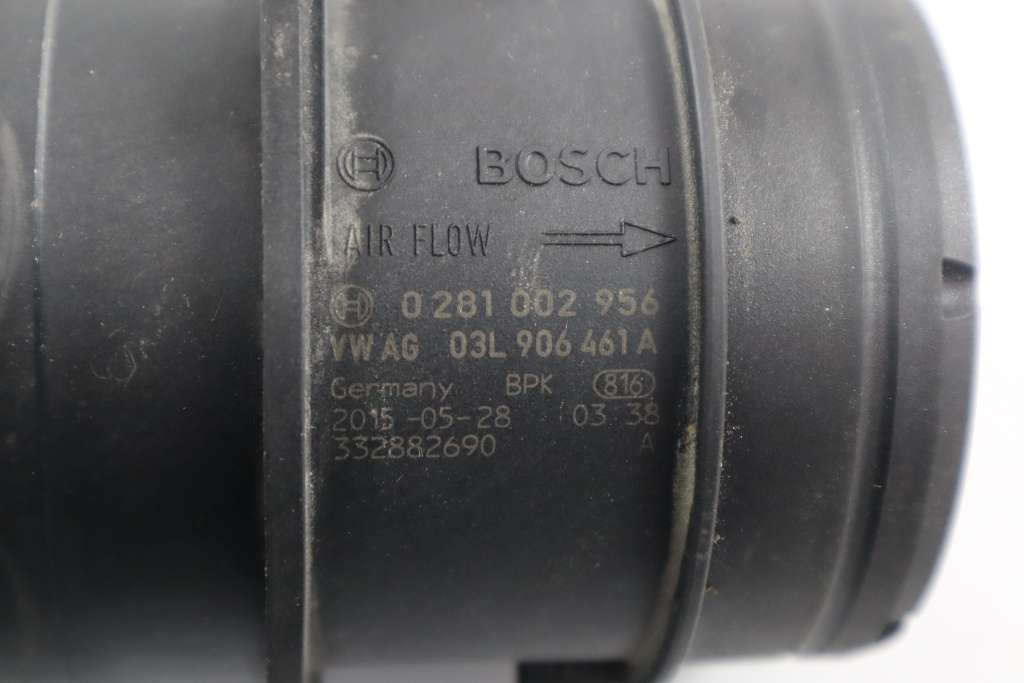 BOSCH
AIR FLOW
0 281 002 956
VW AG 03L 906 461 A
Germany BPK 816
2015-05-28 03 38
332882690 A